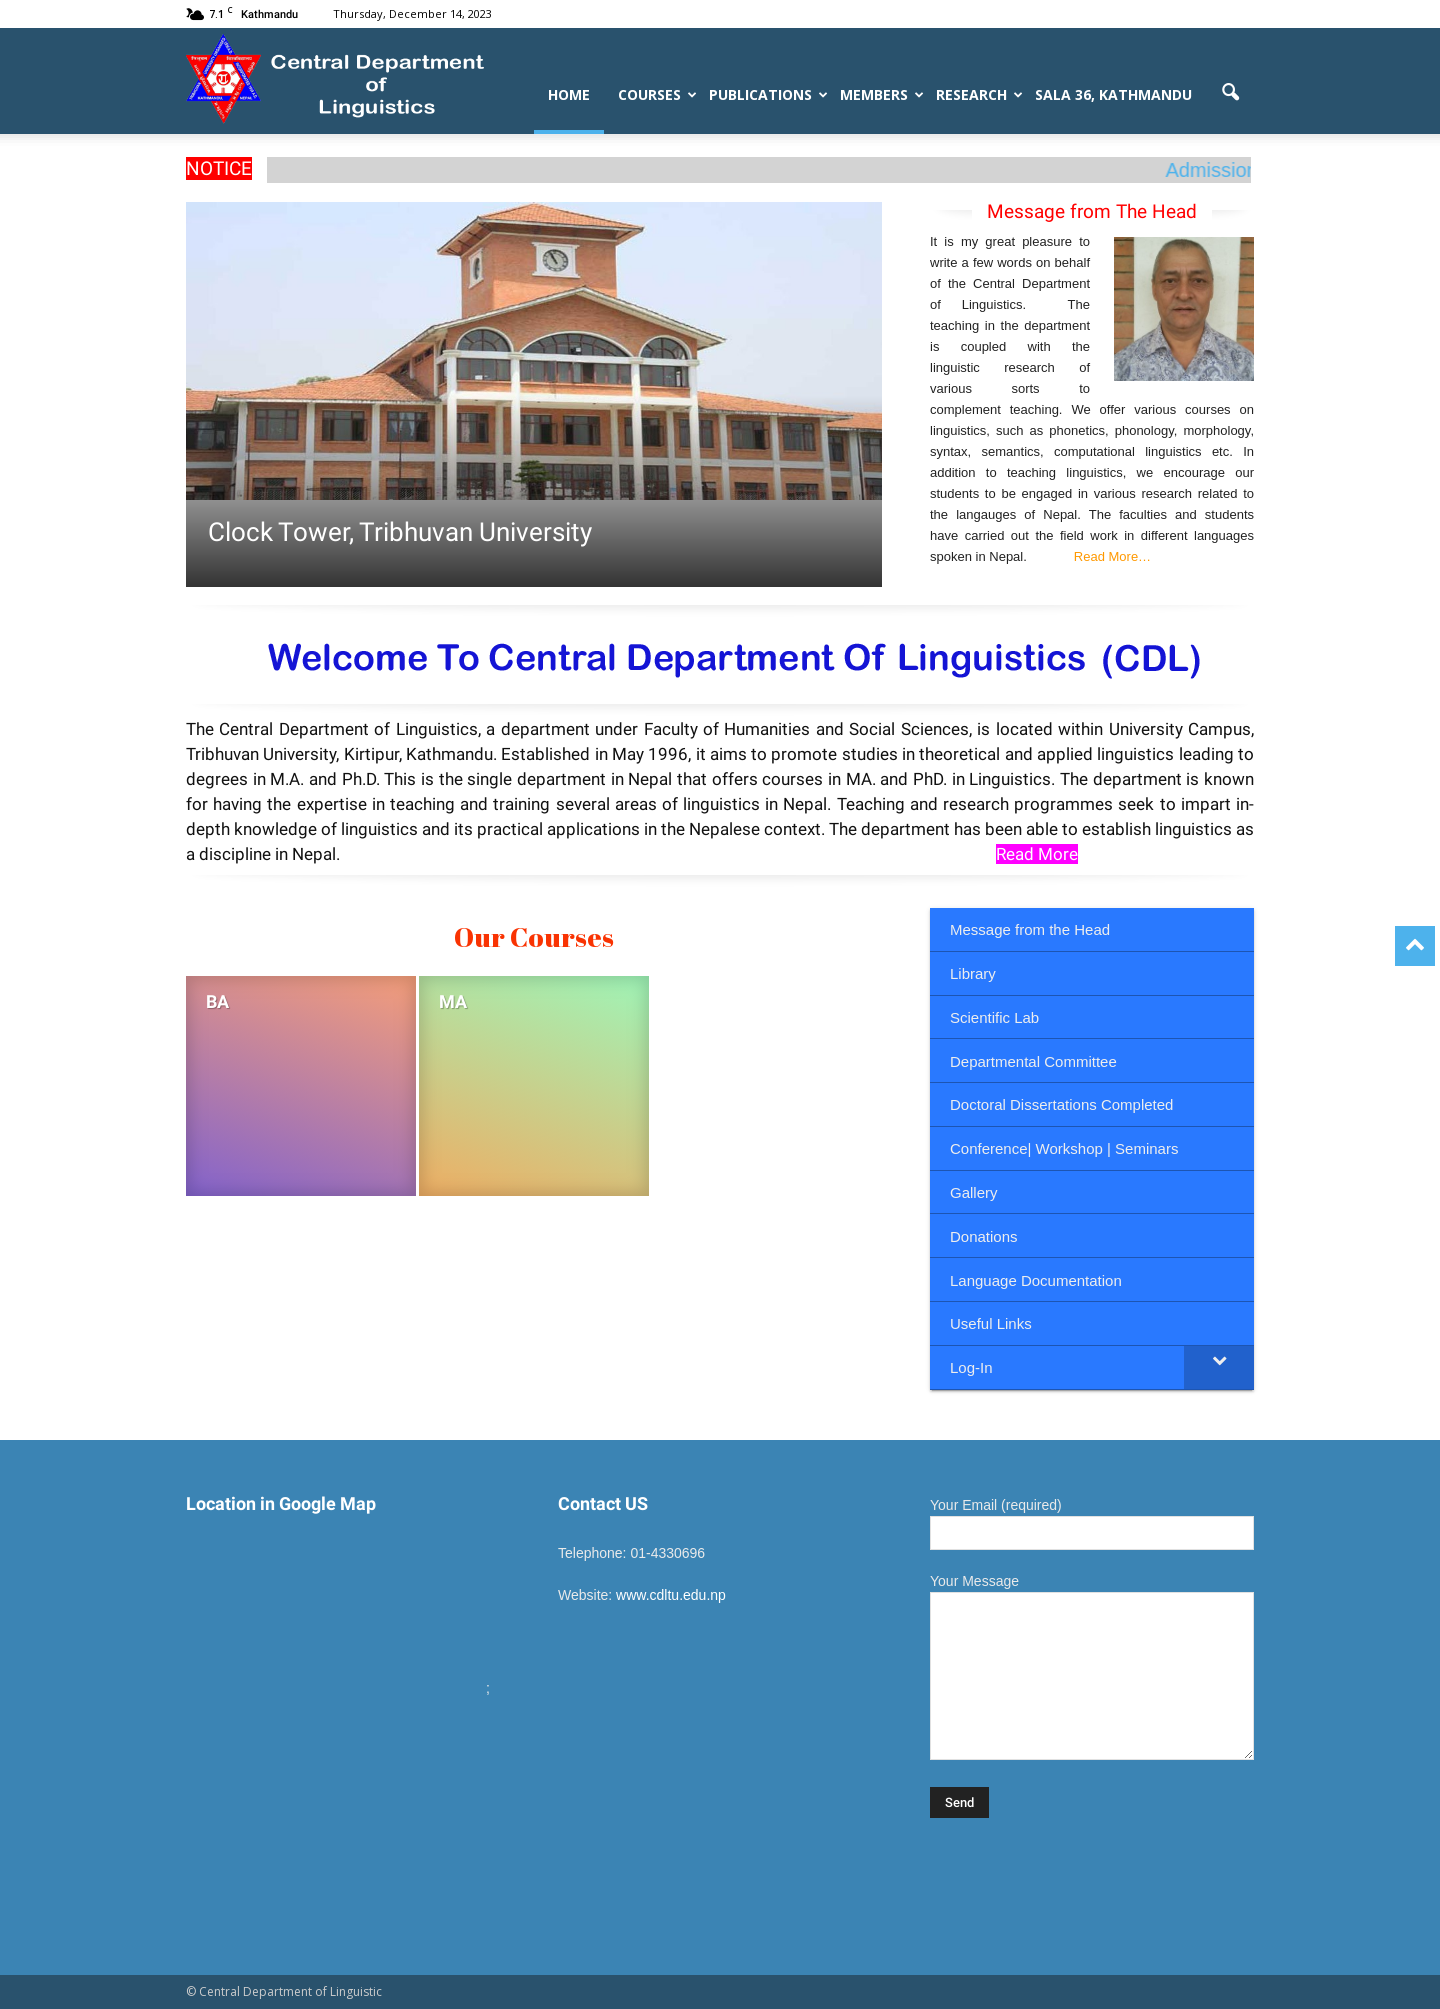 7.1 C Kathmandu Thursday, December 14, 2023
Central Department
of
Linguistics
HOME COURSES PUBLICATIONS MEMBERS RESEARCH SALA 36, KATHMANDU
NOTICE
Admission
Clock Tower, Tribhuvan University
Message from The Head
It is my great pleasure to
write a few words on behalf
of the Central Department
of Linguistics. The
teaching in the department
is coupled with the
linguistic research of
various sorts to
complement teaching. We offer various courses on
linguistics, such as phonetics, phonology, morphology,
syntax, semantics, computational linguistics etc. In
addition to teaching linguistics, we encourage our
students to be engaged in various research related to
the langauges of Nepal. The faculties and students
have carried out the field work in different languages
spoken in Nepal. Read More…
Welcome To Central Department Of Linguistics (CDL)
The Central Department of Linguistics, a department under Faculty of Humanities and Social Sciences, is located within University Campus,
Tribhuvan University, Kirtipur, Kathmandu. Established in May 1996, it aims to promote studies in theoretical and applied linguistics leading to
degrees in M.A. and Ph.D. This is the single department in Nepal that offers courses in MA. and PhD. in Linguistics. The department is known
for having the expertise in teaching and training several areas of linguistics in Nepal. Teaching and research programmes seek to impart in-
depth knowledge of linguistics and its practical applications in the Nepalese context. The department has been able to establish linguistics as
a discipline in Nepal. Read More
Our Courses
BA
MA
Message from the Head
Library
Scientific Lab
Departmental Committee
Doctoral Dissertations Completed
Conference| Workshop | Seminars
Gallery
Donations
Language Documentation
Useful Links
Log-In
Location in Google Map
;
Contact US
Telephone: 01-4330696
Website: www.cdltu.edu.np
Your Email (required)
Your Message
Send
© Central Department of Linguistic